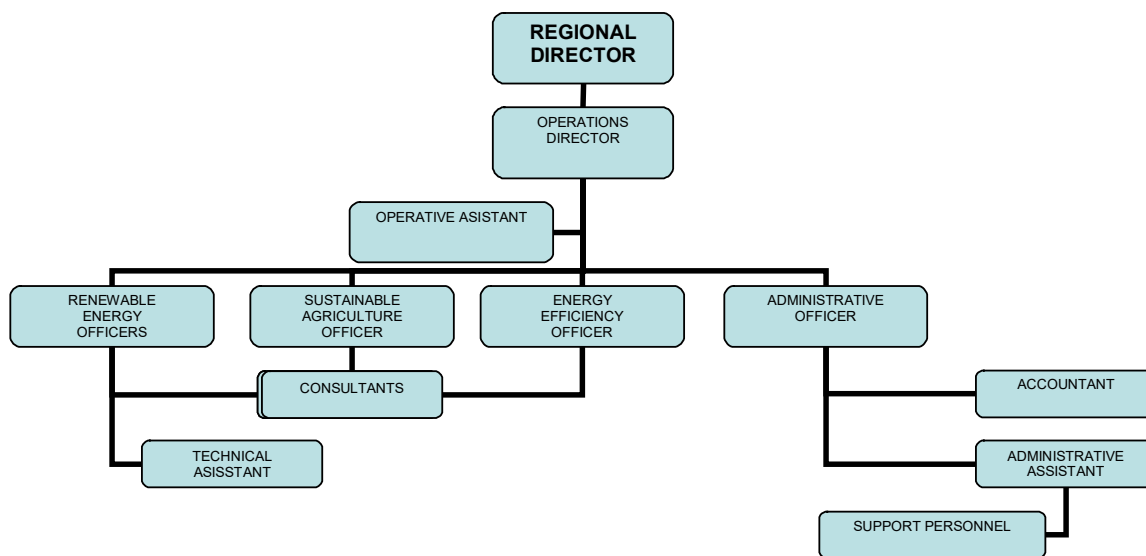 REGIONAL
DIRECTOR
OPERATIONS
DIRECTOR
OPERATIVE ASISTANT
RENEWABLE
ENERGY
OFFICERS
SUSTAINABLE
AGRICULTURE
OFFICER
ENERGY
EFFICIENCY
OFFICER
ADMINISTRATIVE
OFFICER
CONSULTANTS
ACCOUNTANT
TECHNICAL
ASISSTANT
ADMINISTRATIVE
ASSISTANT
SUPPORT PERSONNEL